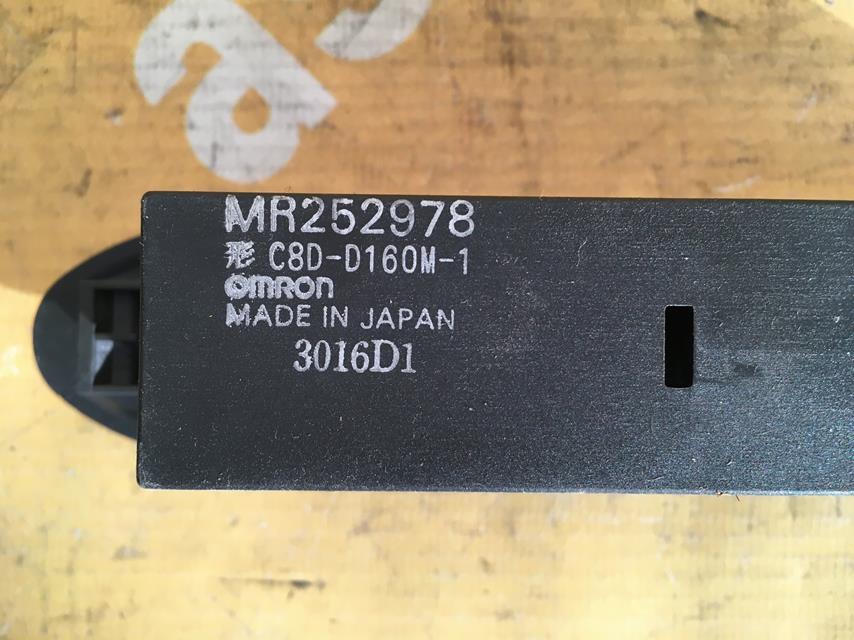 MR252978
形 C8D-D160M-1
OMRON
MADE IN JAPAN
3016D1